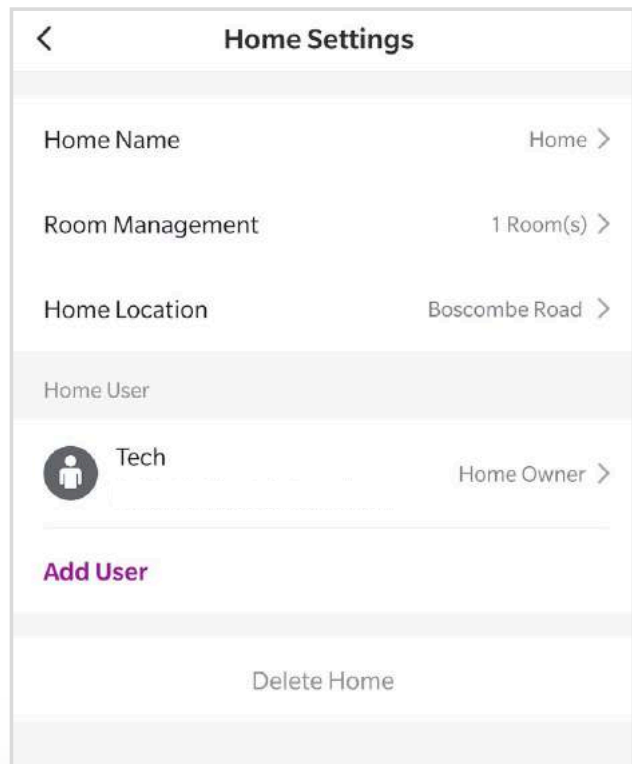 Home Settings
Home Name Home
Room Management 1 Room(s)
Home Location Boscombe Road
Home User
Tech Home Owner
Add User
Delete Home